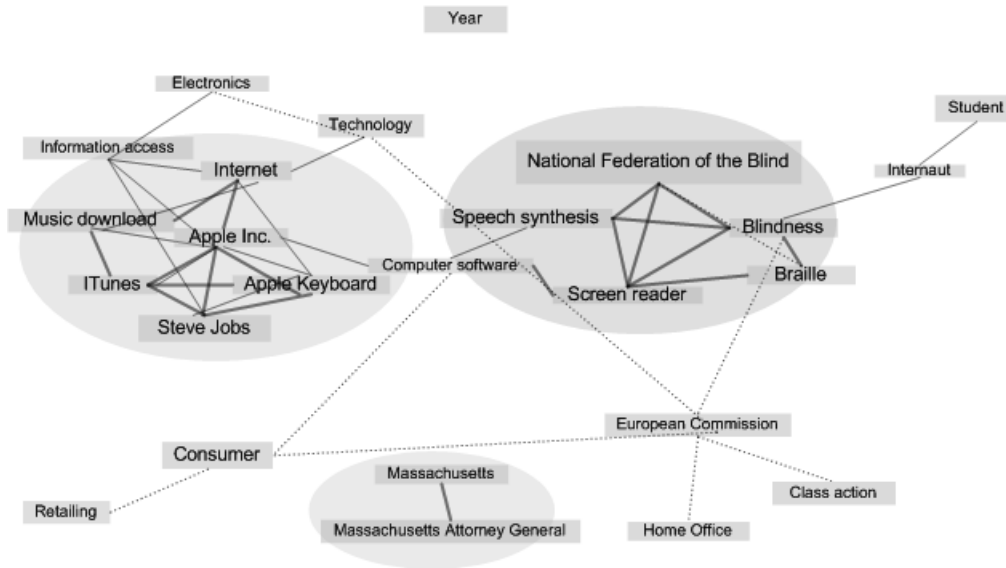 Year
Electronics
Student
Technology
Information access
National Federation of the Blind
Internet
Internaut
Music download
Speech synthesis
Blindness
Apple Inc.
Computer software
Braille
ITunes
Apple Keyboard
Screen reader
Steve Jobs
European Commission
Consumer
Massachusetts
Class action
Retailing
Massachusetts Attorney General
Home Office